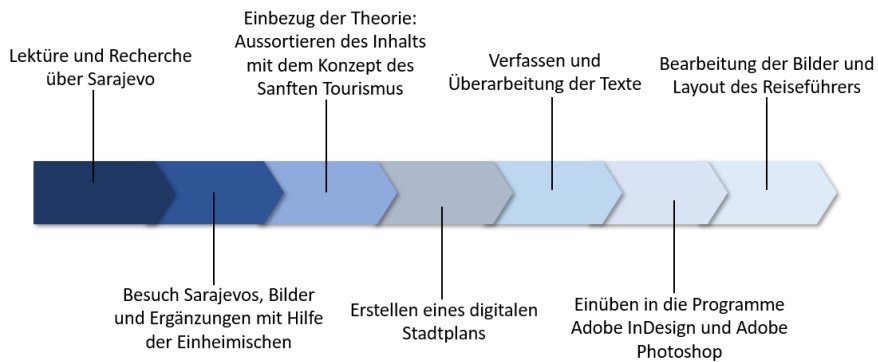 Lektüre und Recherche
über Sarajevo
Besuch Sarajevos, Bilder
und Ergänzungen mit Hilfe
der Einheimischen
Einbezug der Theorie:
Aussortieren des Inhalts
mit dem Konzept des
Sanften Tourismus
Erstellen eines digitalen
Stadtplans
Verfassen und
Überarbeitung der Texte
Einüben in die Programme
Adobe InDesign und Adobe
Photoshop
Bearbeitung der Bilder und
Layout des Reiseführers